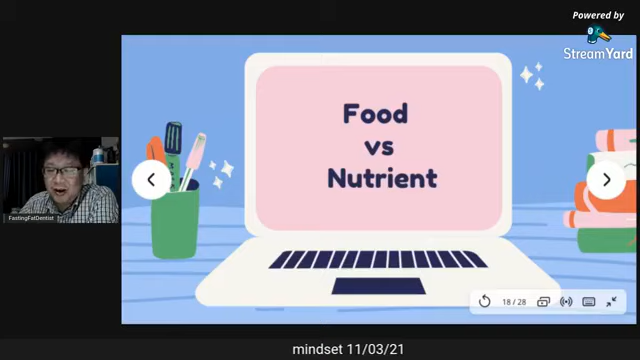 Powered by
StreamYard
Food
vs
Nutrient
FastingFatDentist
18 / 28
mindset 11/03/21